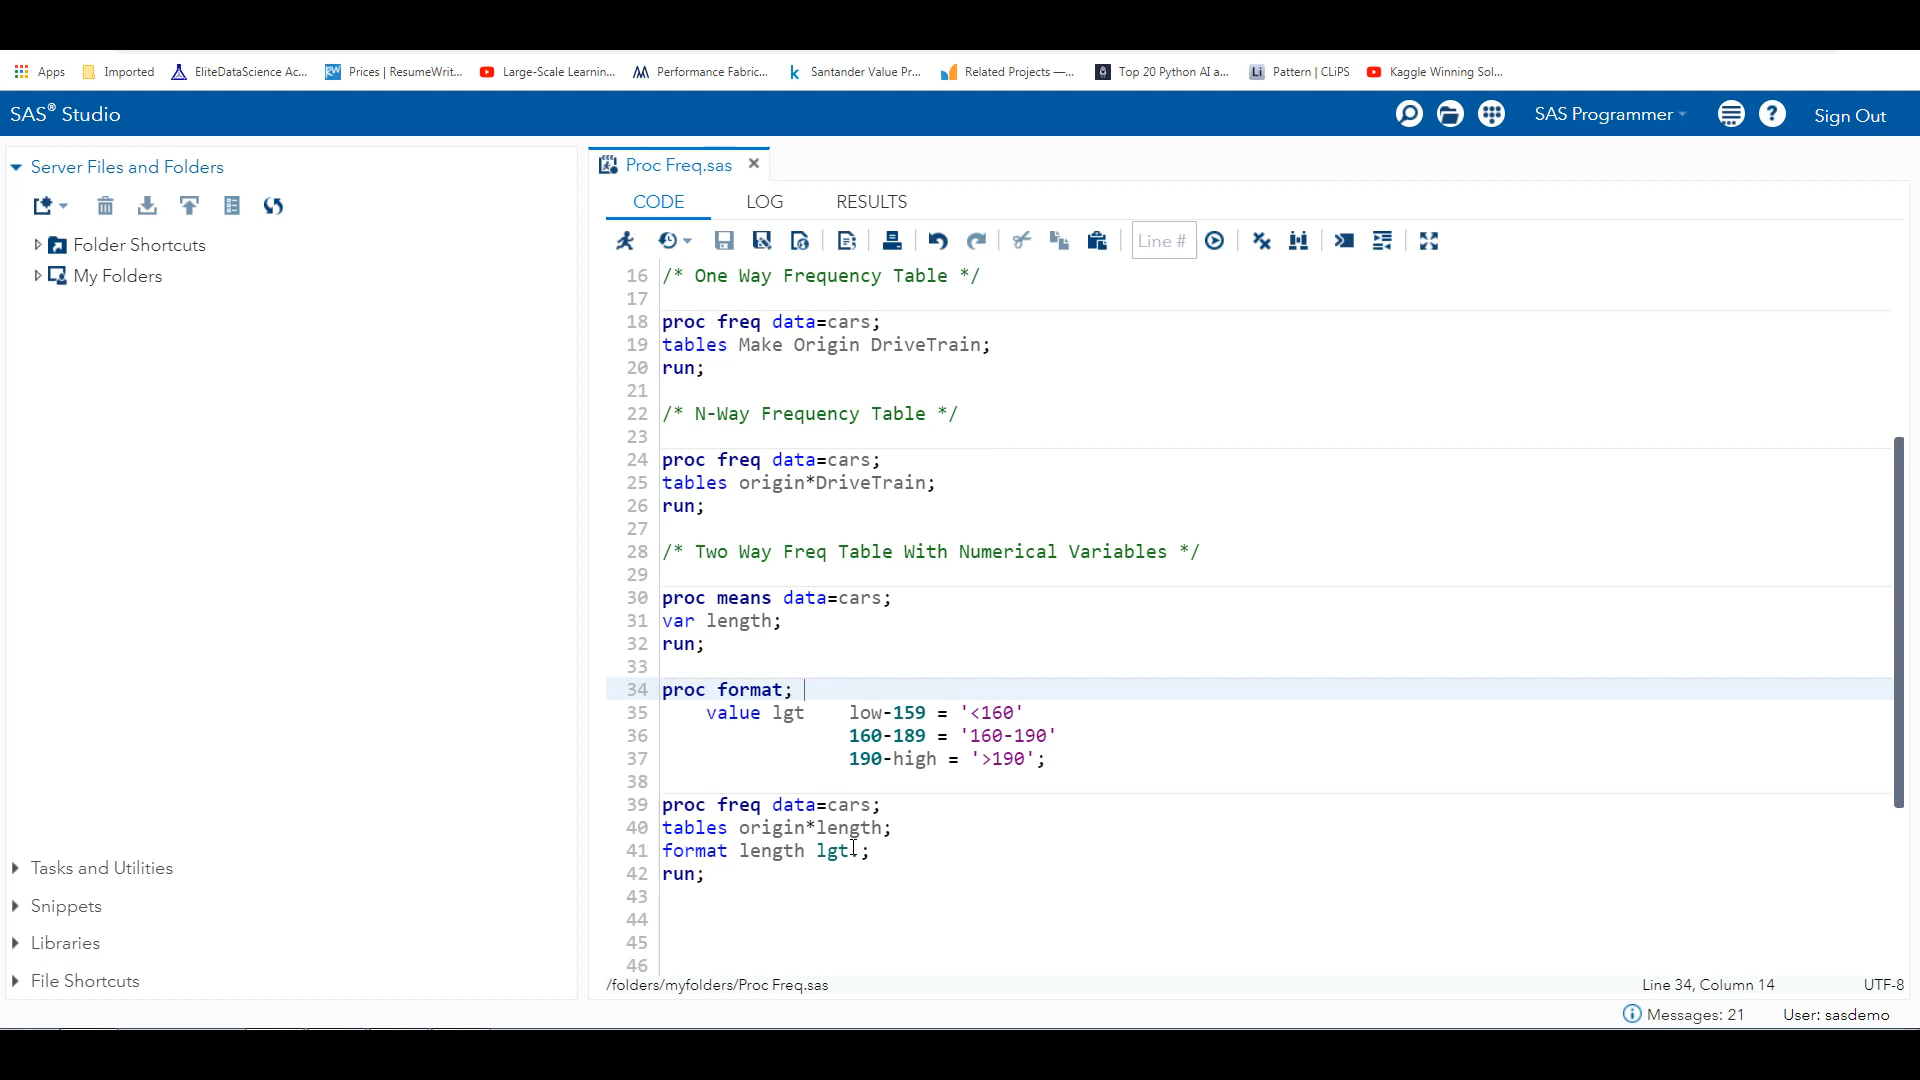 Apps
Imported
EliteDataScience Ac...
Prices | ResumeWrit...
Large-Scale Learnin...
Performance Fabric...
Santander Value Pr...
Related Projects —...
Top 20 Python AI a...
Pattern | CLiPS
Kaggle Winning Sol...
SAS® Studio
SAS Programmer
Sign Out
Server Files and Folders
Folder Shortcuts
My Folders
Tasks and Utilities
Snippets
Libraries
File Shortcuts
Proc Freq.sas
CODE LOG RESULTS
Line #
16 /* One Way Frequency Table */
17
18 proc freq data=cars;
19 tables Make Origin DriveTrain;
20 run;
21
22 /* N-Way Frequency Table */
23
24 proc freq data=cars;
25 tables origin*DriveTrain;
26 run;
27
28 /* Two Way Freq Table With Numerical Variables */
29
30 proc means data=cars;
31 var length;
32 run;
33
34 proc format;
35 value lgt low-159 = '<160'
36 160-189 = '160-190'
37 190-high = '>190';
38
39 proc freq data=cars;
40 tables origin*length;
41 format length lgt.;
42 run;
43
44
45
46
/folders/myfolders/Proc Freq.sas
Line 34, Column 14
UTF-8
Messages: 21
User: sasdemo